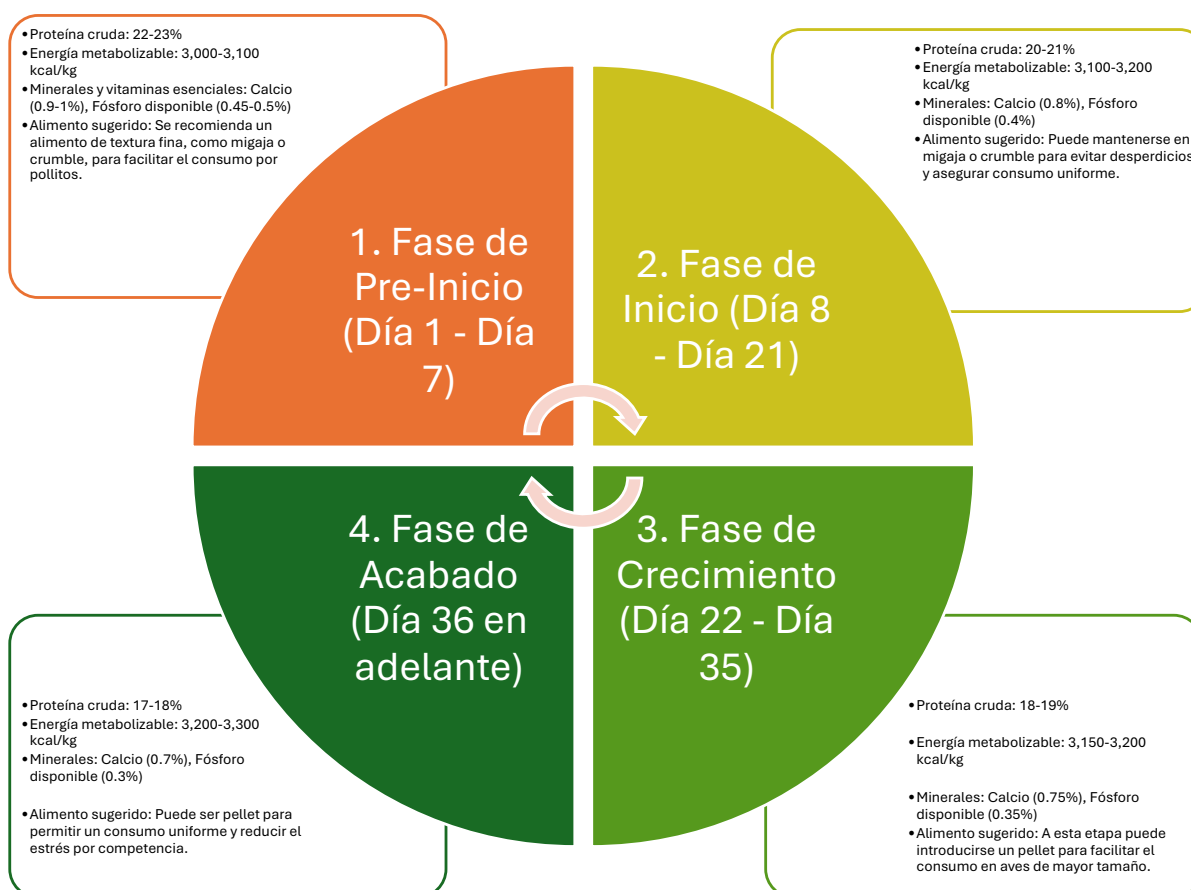 •Proteína cruda: 22-23%
•Energía metabolizable: 3,000-3,100
kcal/kg
•Minerales y vitaminas esenciales: Calcio
(0.9-1%), Fósforo disponible (0.45-0.5%)
•Alimento sugerido: Se recomienda un
alimento de textura fina, como migaja o
crumble, para facilitar el consumo por
pollitos.
•Proteína cruda: 20-21%
•Energía metabolizable: 3,100-3,200
kcal/kg
•Minerales: Calcio (0.8%), Fósforo
disponible (0.4%)
•Alimento sugerido: Puede mantenerse en
migaja o crumble para evitar desperdicios
y asegurar consumo uniforme.
1. Fase de
Pre-Inicio
(Día 1 - Día
7)
2. Fase de
Inicio (Día 8
- Día 21)
4. Fase de
Acabado
(Día 36 en
adelante)
3. Fase de
Crecimiento
(Día 22 - Día
35)
•Proteína cruda: 17-18%
•Energía metabolizable: 3,200-3,300
kcal/kg
•Minerales: Calcio (0.7%), Fósforo
disponible (0.3%)
•Alimento sugerido: Puede ser pellet para
permitir un consumo uniforme y reducir el
estrés por competencia.
•Proteína cruda: 18-19%
•Energía metabolizable: 3,150-3,200
kcal/kg
•Minerales: Calcio (0.75%), Fósforo
disponible (0.35%)
•Alimento sugerido: A esta etapa puede
introducirse un pellet para facilitar el
consumo en aves de mayor tamaño.